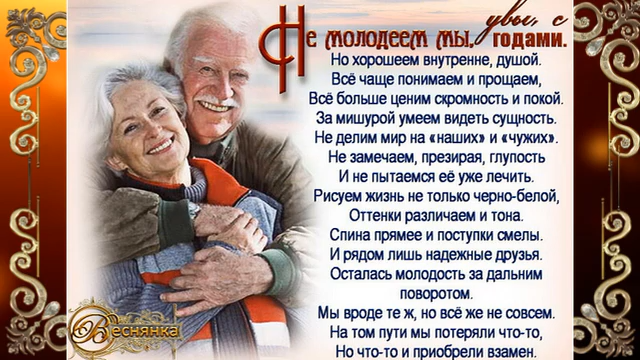 Не молодеем мы, увы, с годами.
Но хорошеем внутренне, душой.
Всё чаще понимаем и прощаем,
Всё больше ценим скромность и покой.
За мишурой умеем видеть сущность.
Не делим мир на «наших» и «чужих».
Не замечаем, презирая, глупость
И не пытаемся её уже лечить.
Рисуем жизнь не только черно-белой,
Оттенки различаем и тона.
Спина прямее и поступки смелы.
И рядом лишь надежные друзья.
Осталась молодость за дальним
поворотом.
Мы вроде те ж, но всё же не совсем.
На том пути мы потеряли что-то,
Но что-то и приобрели взамен.
Веснянка